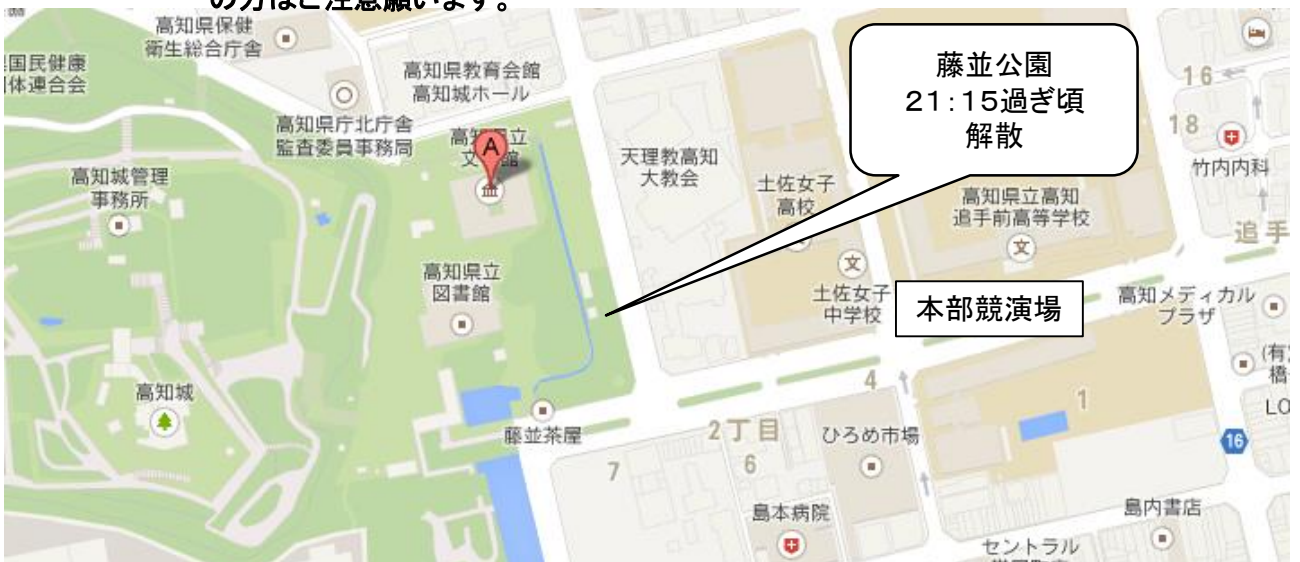 の方はご注意願います。
高知県保健
衛生総合庁舎
国民健康
体連合会
高知県教育会館
高知城ホール
藤並公園
21:15過ぎ頃
解散
16
18
高知県庁北庁舎
監査委員事務局
A
天理教高知
大教会
土佐女子
高校
高知県立高知
追手前高等学校
文
竹内内科
追手
高知城管理
事務所
高知県立
図書館
文
土佐女子
中学校
本部競演場
高知メディカル
プラザ
(有)
橋
LO
高知城
藤並茶屋
2丁目
4
1
ひろめ市場
7
6
16
島本病院
島内書店
セントラル